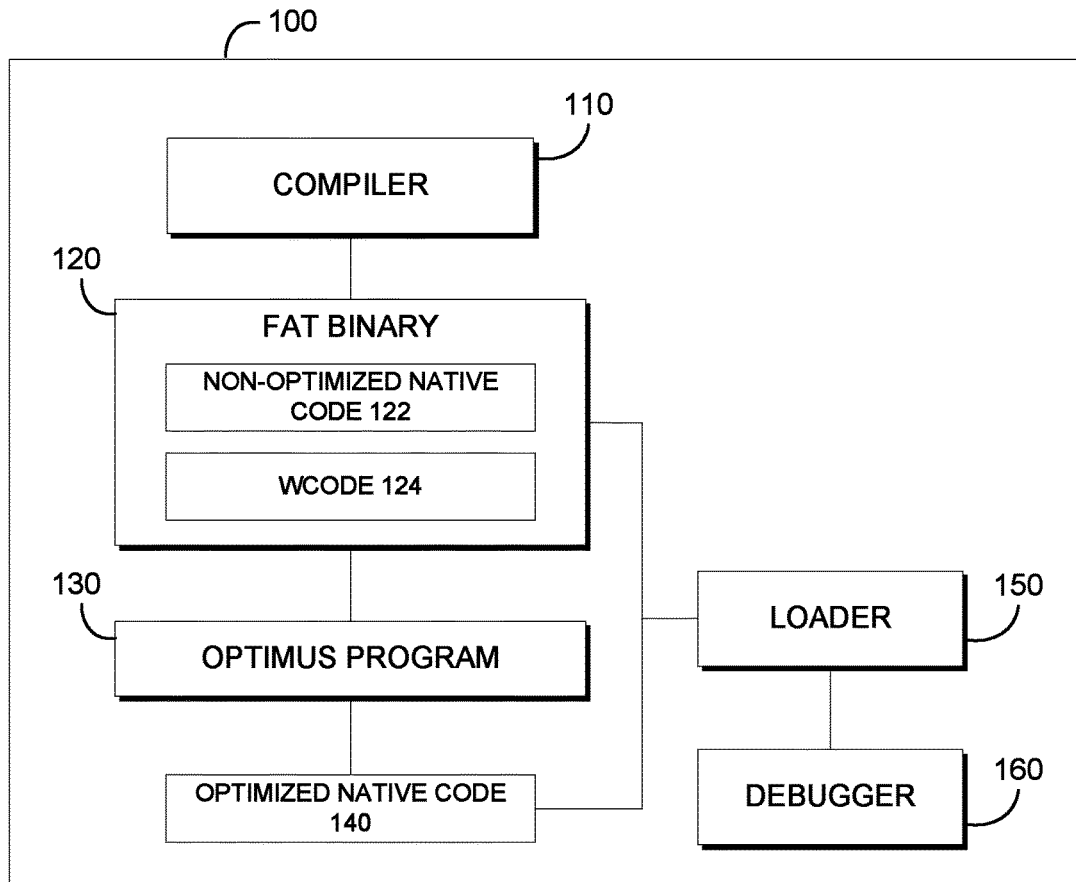 100
110
COMPILER
120
FAT BINARY
NON-OPTIMIZED NATIVE
CODE 122
WCODE 124
130
OPTIMUS PROGRAM
150
LOADER
OPTIMIZED NATIVE CODE
140
160
DEBUGGER